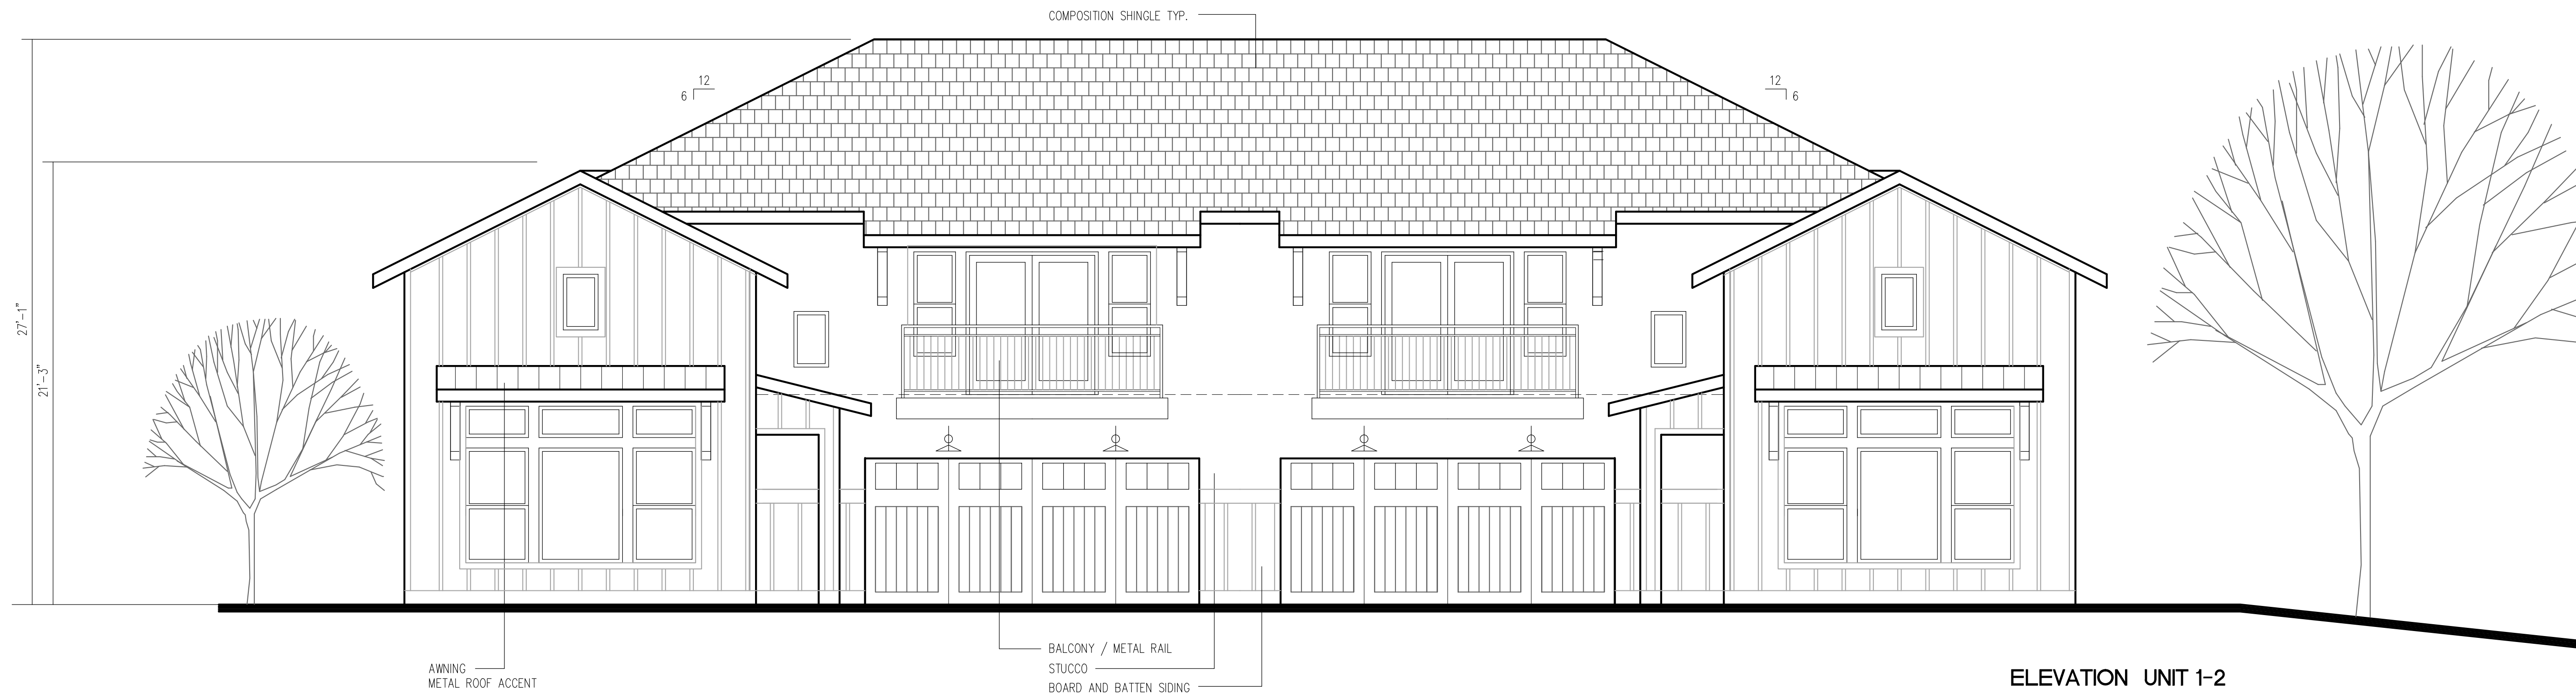 COMPOSITION SHINGLE TYP.
12
6
12
6
27'-1"
21'-3"
AWNING
METAL ROOF ACCENT
BALCONY / METAL RAIL
STUCCO
BOARD AND BATTEN SIDING
ELEVATION UNIT 1-2